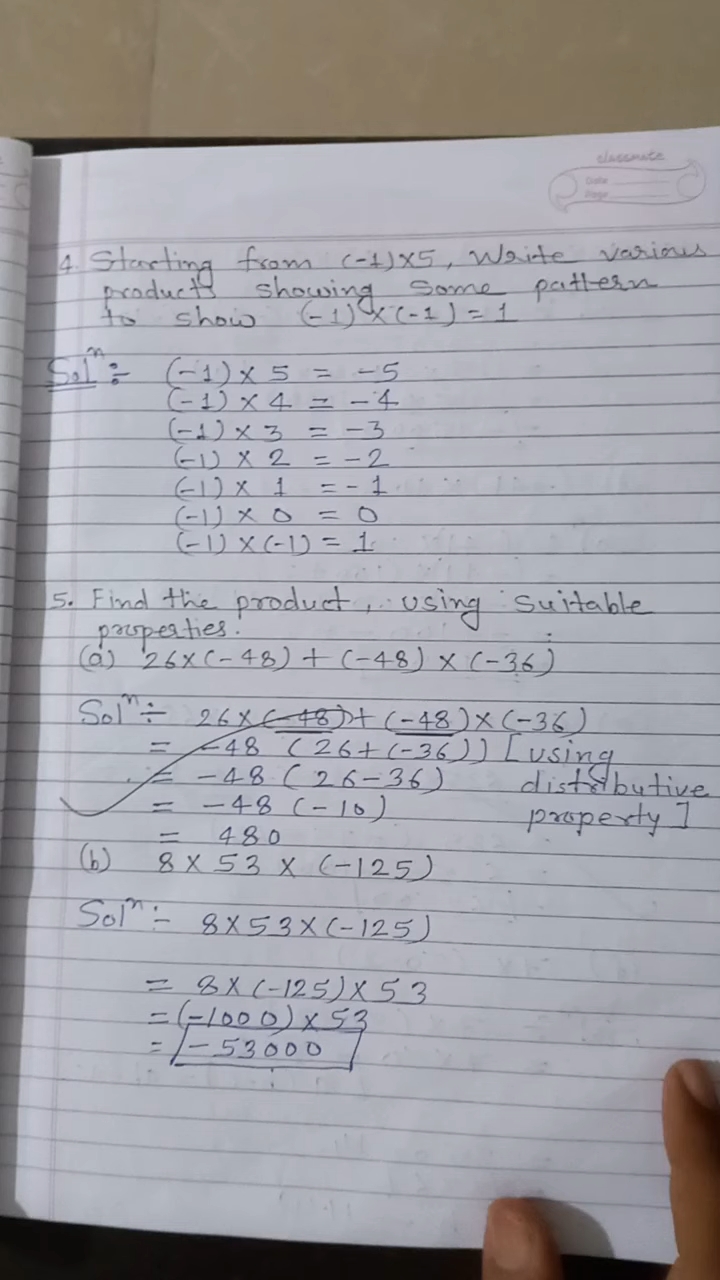 classmate
Date
Page
4. Starting from (-1)×5, Write various
products showing some pattern
to show (-1)×(-1)=1
Solⁿ:- (-1) × 5 = -5
(-1) × 4 = -4
(-1) × 3 = -3
(-1) × 2 = -2
(-1) × 1 = -1
(-1) × 0 = 0
(-1) × (-1) = 1
5. Find the product, using suitable
properties.
(a) 26×(-48) + (-48) × (-36)
Solⁿ:- 26×(-48)+(-48)×(-36)
= -48 (26+(-36)) [using
= -48 (26-36) distributive
= -48 (-10) property]
= 480
(b) 8 × 53 × (-125)
Solⁿ:- 8×53×(-125)
= 8×(-125)×53
=(-1000)×53
= -53000